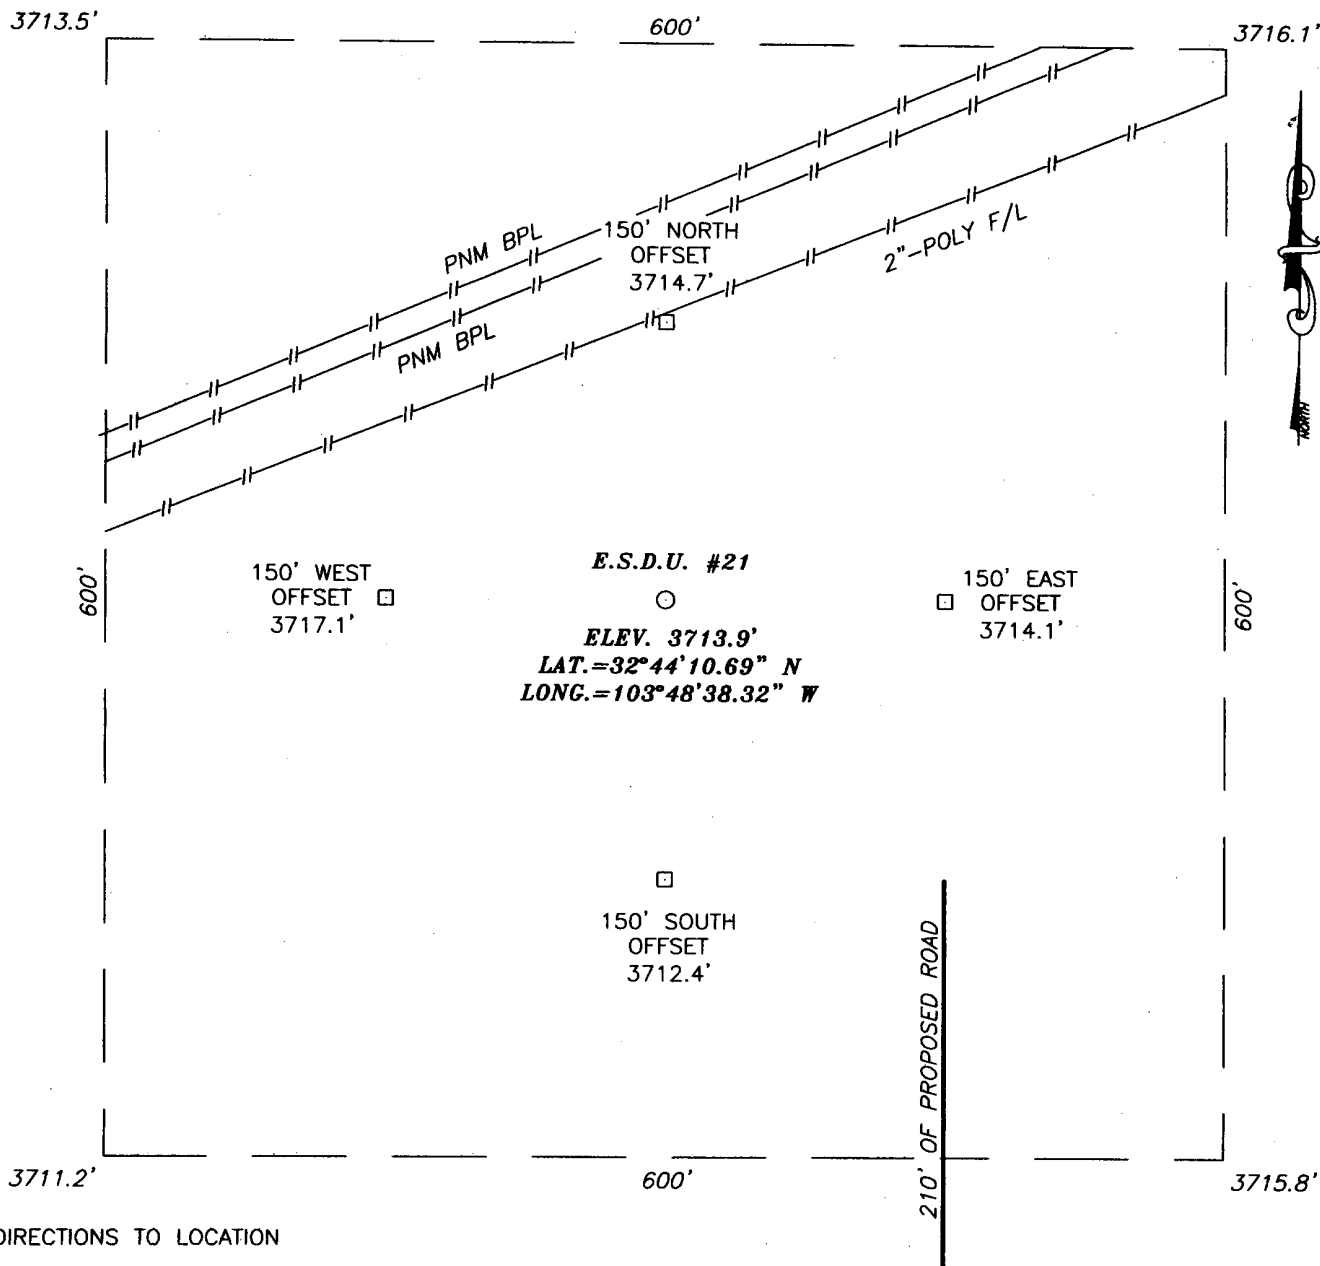 3713.5'
600'
3716.1'
PNM BPL
150' NORTH
OFFSET
3714.7'
2"-POLY F/L
PNM BPL
NORTH
600'
150' WEST
OFFSET
3717.1'
E.S.D.U. #21
ELEV. 3713.9'
LAT.=32°44'10.69" N
LONG.=103°48'38.32" W
150' EAST
OFFSET
3714.1'
600'
150' SOUTH
OFFSET
3712.4'
210' OF PROPOSED ROAD
3711.2'
600'
3715.8'
DIRECTIONS TO LOCATION